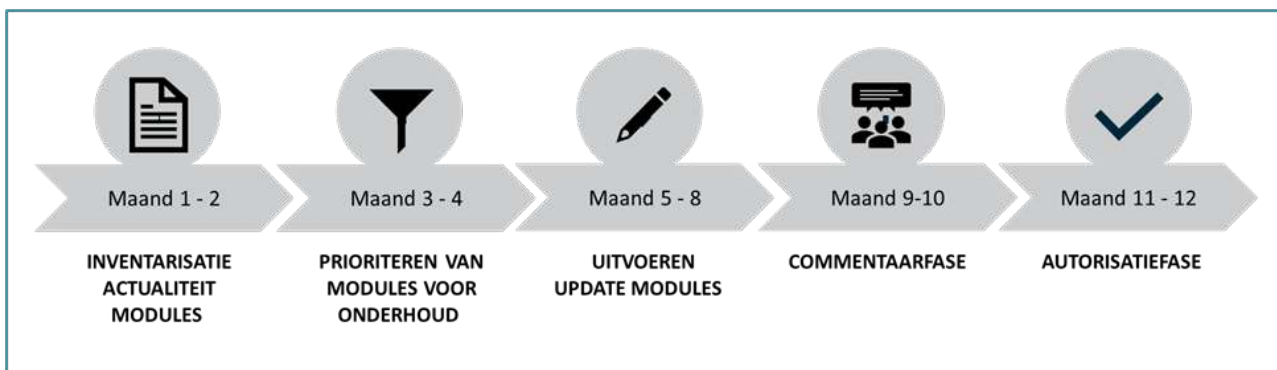 Maand 1 - 2
Maand 3 - 4
Maand 5 - 8
Maand 9-10
Maand 11 - 12
INVENTARISATIE
ACTUALITEIT
MODULES
PRIORITEREN VAN
MODULES VOOR
ONDERHOUD
UITVOEREN
UPDATE MODULES
COMMENTAARFASE
AUTORISATIEFASE